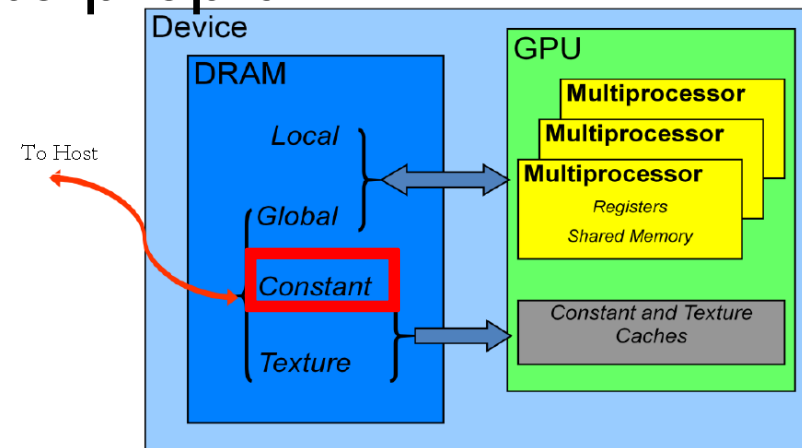 Device
DRAM
GPU
Local
Global
Constant
Texture
To Host
Multiprocessor
Multiprocessor
Multiprocessor
Registers
Shared Memory
Constant and Texture
Caches